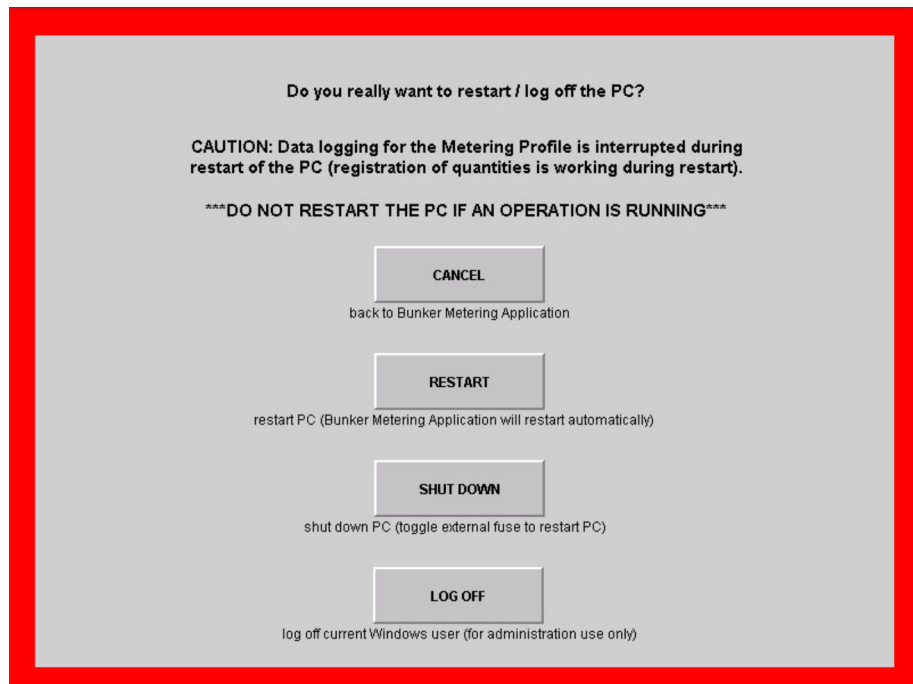 Do you really want to restart / log off the PC?
CAUTION: Data logging for the Metering Profile is interrupted during
restart of the PC (registration of quantities is working during restart).
***DO NOT RESTART THE PC IF AN OPERATION IS RUNNING***
CANCEL
back to Bunker Metering Application
RESTART
restart PC (Bunker Metering Application will restart automatically)
SHUT DOWN
shut down PC (toggle external fuse to restart PC)
LOG OFF
log off current Windows user (for administration use only)